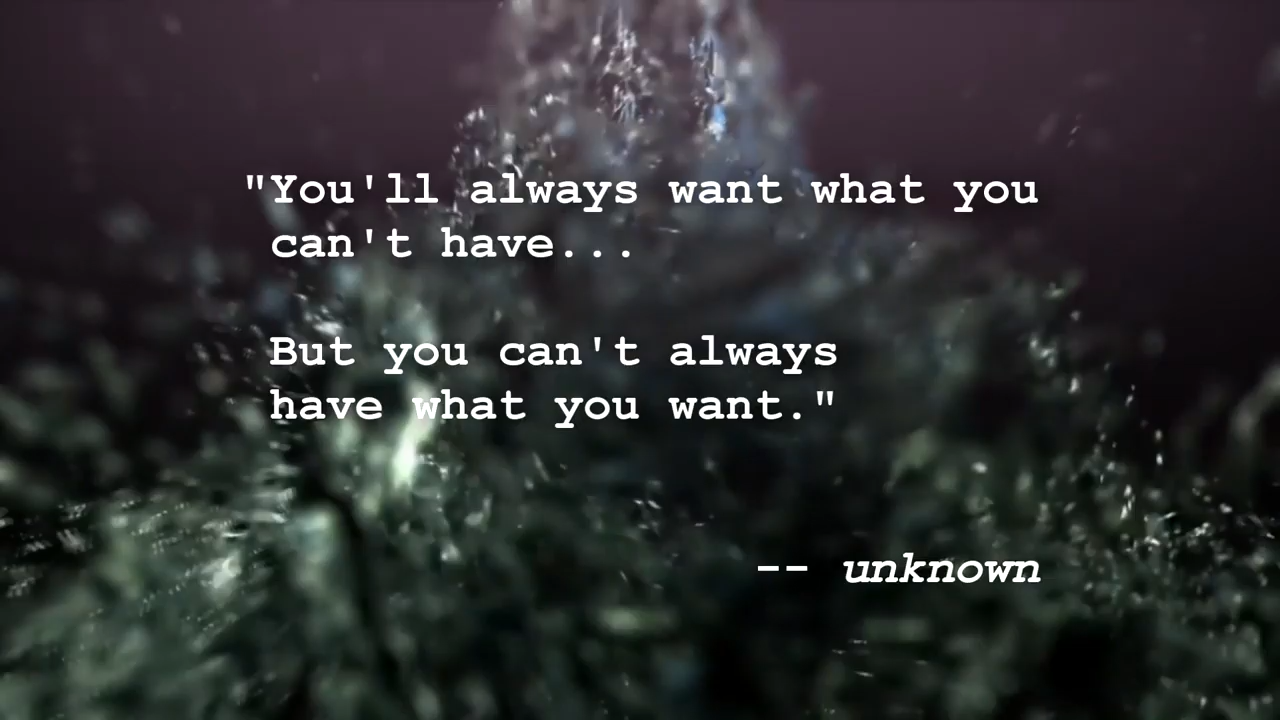 "You'll always want what you
can't have...
But you can't always
have what you want."
-- unknown